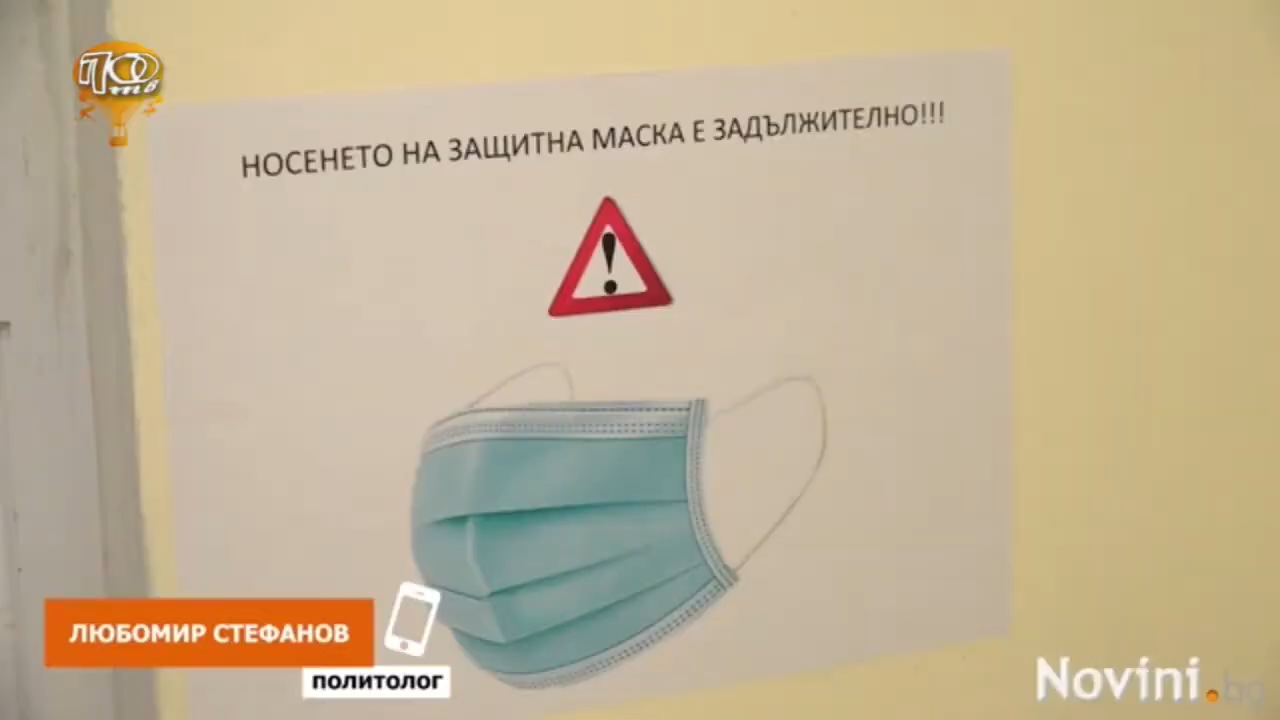 НОСЕНЕТО НА ЗАЩИТНА МАСКА Е ЗАДЪЛЖИТЕЛНО!!!
ЛЮБОМИР СТЕФАНОВ
ПОЛИТОЛОГ
Novini.bg